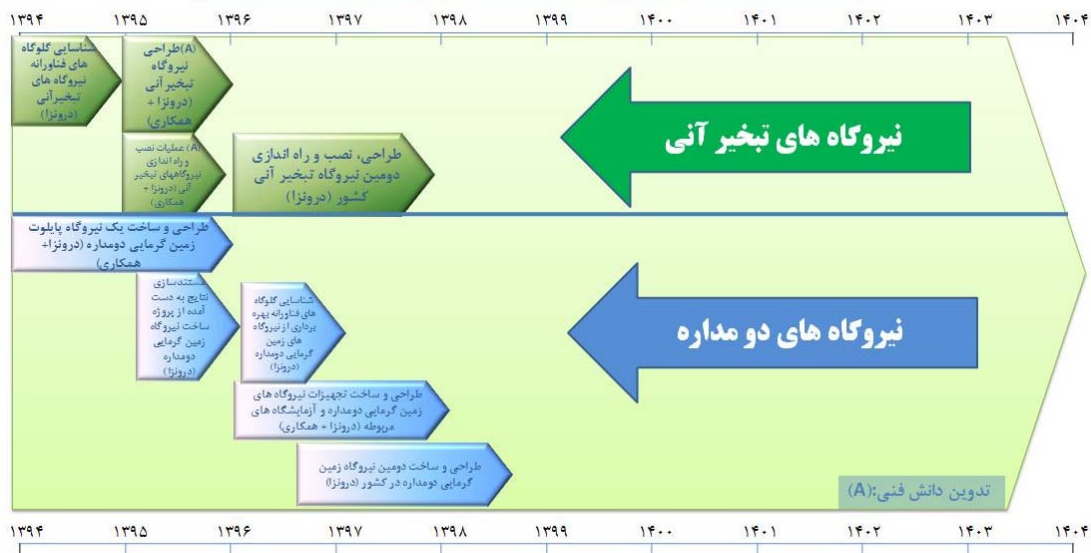 ۱۳۹۴ ۱۳۹۵ ۱۳۹۶ ۱۳۹۷ ۱۳۹۸ ۱۳۹۹ ۱۴۰۰ ۱۴۰۱ ۱۴۰۲ ۱۴۰۳ ۱۴۰۴
شناسایی گلوگاه
های فناورانه
نیروگاه های
تبخیرآنی
(درونزا)
(A)طراحی
نیروگاه
تبخیر آنی
(درونزا +
همکاری)
(A) عملیات نصب
و راه اندازی
نیروگاههای تبخیر
آنی (درونزا +
همکاری)
طراحی، نصب و راه اندازی
دومین نیروگاه تبخیر آنی
کشور (درونزا)
نیروگاه های تبخیر آنی
طراحی و ساخت یک نیروگاه پایلوت
زمین گرمایی دومداره (درونزا+
همکاری)
مستندسازی
نتایج به دست
آمده از پروژه
ساخت نیروگاه
زمین گرمایی
دومداره
(درونزا)
شناسایی گلوگاه
های فناورانه بهره
برداری از نیروگاه
های زمین
گرمایی دومداره
(درونزا)
طراحی و ساخت تجهیزات نیروگاه های
زمین گرمایی دومداره و آزمایشگاه های
مربوطه (درونزا + همکاری)
طراحی و ساخت دومین نیروگاه زمین
گرمایی دومداره در کشور (درونزا)
نیروگاه های دو مداره
تدوین دانش فنی:(A)
۱۳۹۴ ۱۳۹۵ ۱۳۹۶ ۱۳۹۷ ۱۳۹۸ ۱۳۹۹ ۱۴۰۰ ۱۴۰۱ ۱۴۰۲ ۱۴۰۳ ۱۴۰۴